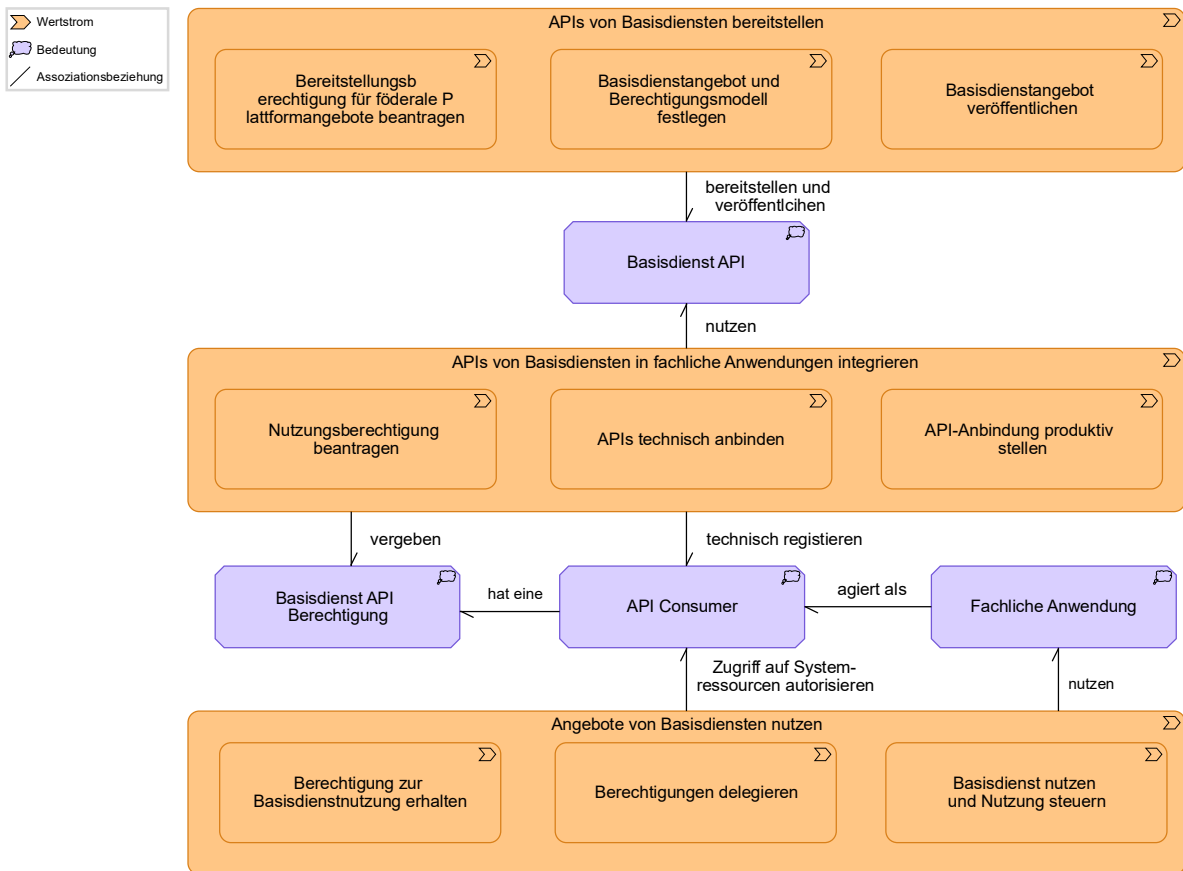 Wertstrom
Bedeutung
Assoziationsbeziehung
APIs von Basisdiensten bereitstellen
Bereitstellungsb
erechtigung für föderale P
lattformangebote beantragen
Basisdienstangebot und
Berechtigungsmodell
festlegen
Basisdienstangebot
veröffentlichen
bereitstellen und
veröffentlcihen
Basisdienst API
nutzen
APIs von Basisdiensten in fachliche Anwendungen integrieren
Nutzungsberechtigung
beantragen
APIs technisch anbinden
API-Anbindung produktiv
stellen
vergeben
technisch registieren
Basisdienst API
Berechtigung
hat eine
API Consumer
agiert als
Fachliche Anwendung
Zugriff auf System-
ressourcen autorisieren
nutzen
Angebote von Basisdiensten nutzen
Berechtigung zur
Basisdienstnutzung erhalten
Berechtigungen delegieren
Basisdienst nutzen
und Nutzung steuern